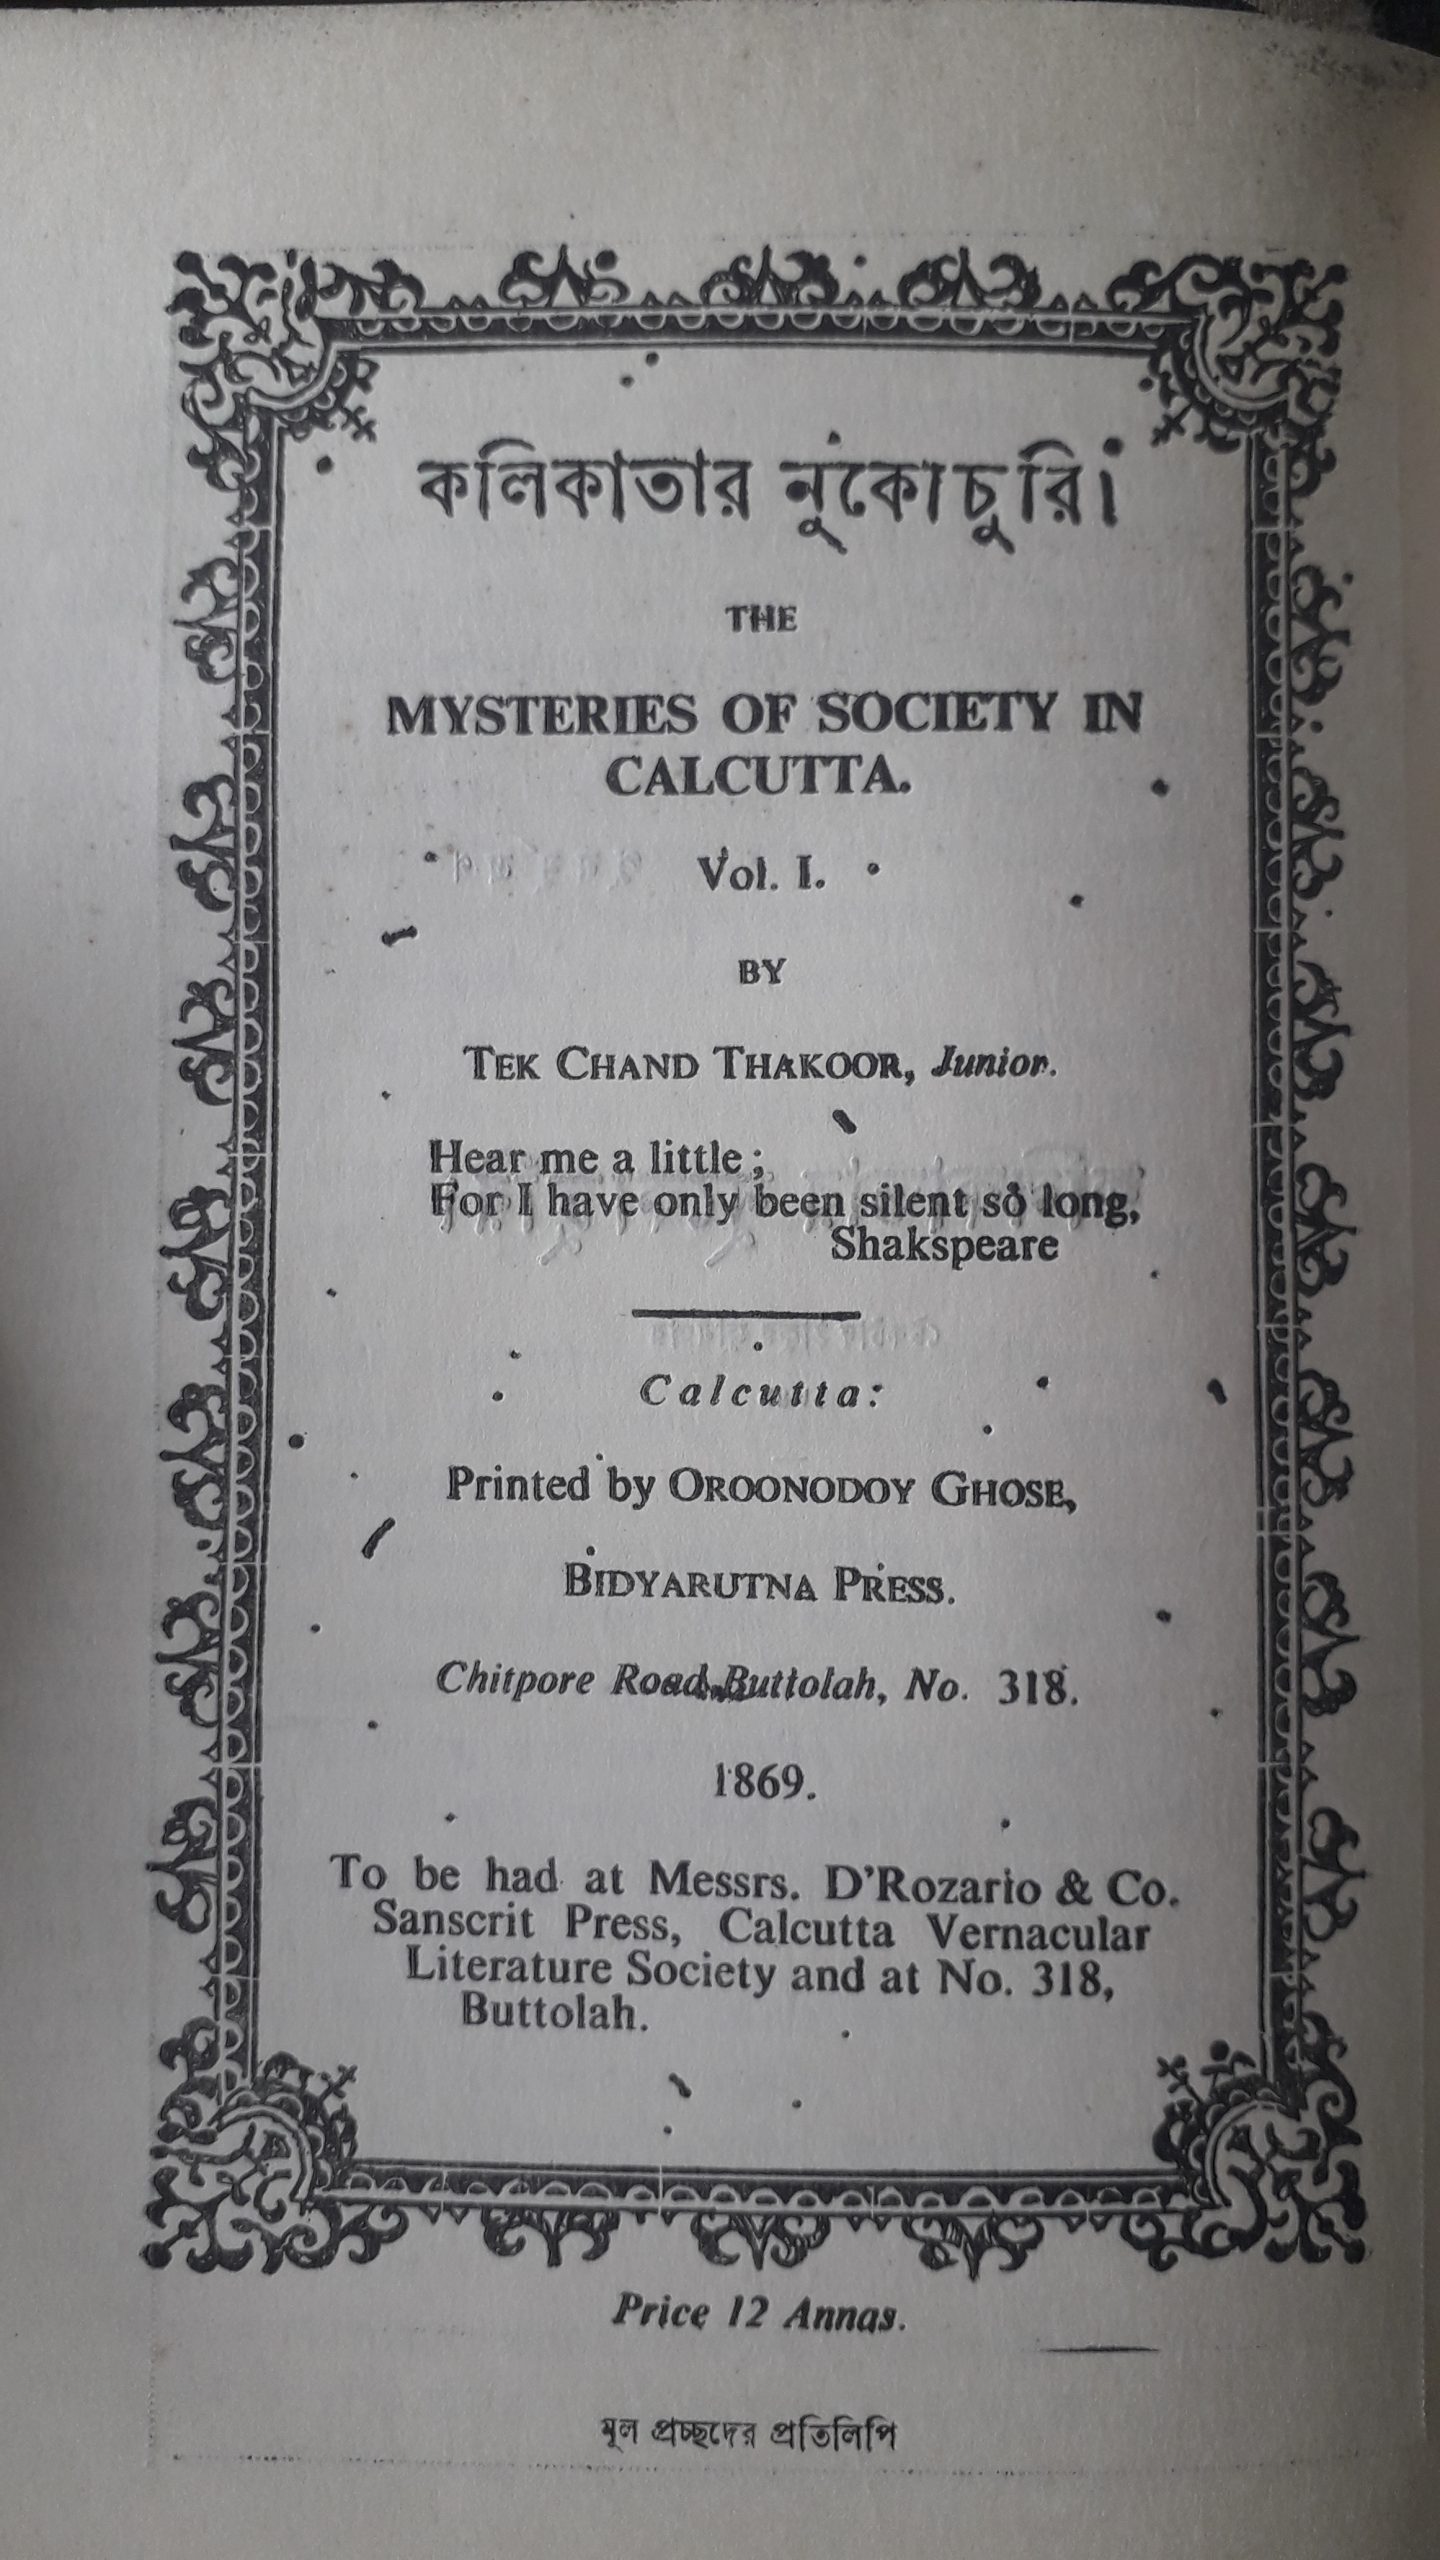 কলিকাতার নুকোচুরি।
THE
MYSTERIES OF SOCIETY IN
CALCUTTA.
Vol. I.
BY
TEK CHAND THAKOOR, Junior.
Hear me a little ;
For I have only been silent so long,
Shakspeare
Calcutta:
Printed by OROONODOY GHOSE,
BIDYARUTNA PRESS.
Chitpore Road, Buttolah, No. 318.
1869.
To be had at Messrs. D'Rozario & Co.
Sanscrit Press, Calcutta Vernacular
Literature Society and at No. 318,
Buttolah.
Price 12 Annas.
মূল প্রচ্ছদের প্রতিলিপি